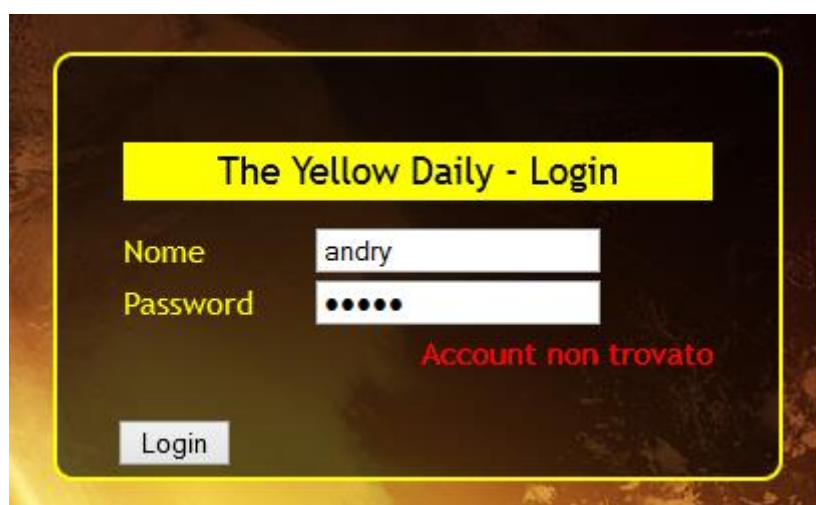 The Yellow Daily - Login
Nome andry
Password •••••
Account non trovato
Login